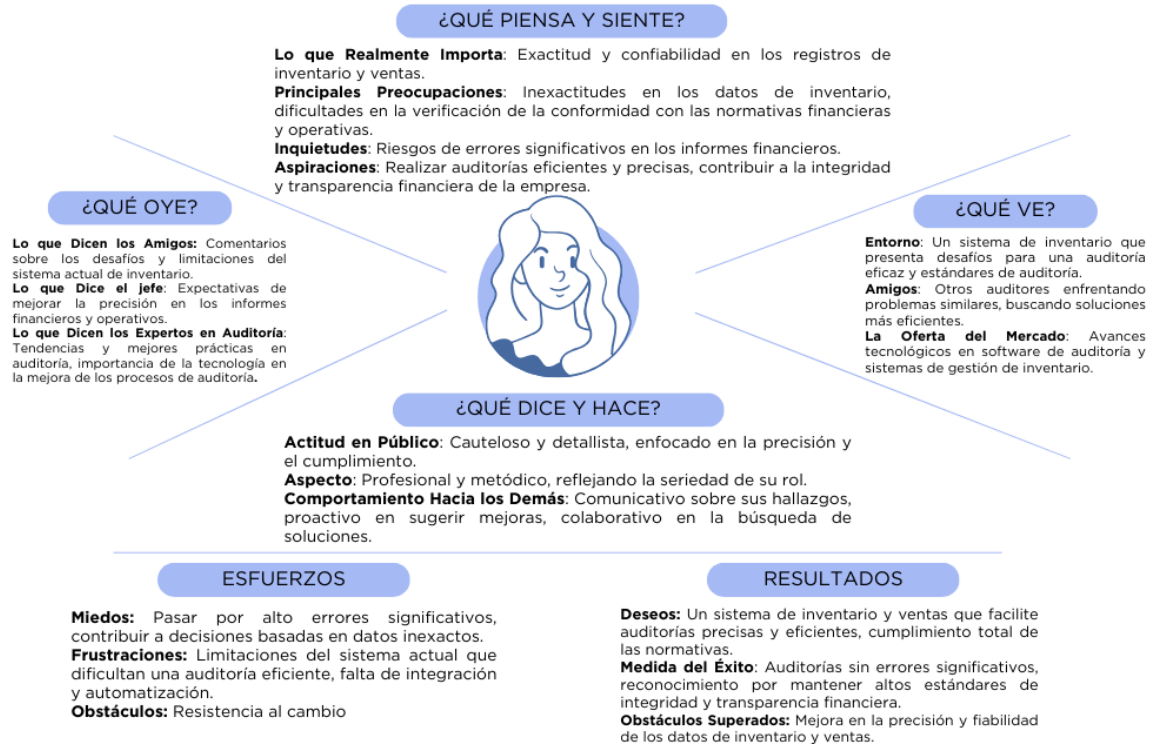 ¿QUÉ PIENSA Y SIENTE?
Lo que Realmente Importa: Exactitud y confiabilidad en los registros de
inventario y ventas.
Principales Preocupaciones: Inexactitudes en los datos de inventario,
dificultades en la verificación de la conformidad con las normativas financieras
y operativas.
Inquietudes: Riesgos de errores significativos en los informes financieros.
Aspiraciones: Realizar auditorías eficientes y precisas, contribuir a la integridad
y transparencia financiera de la empresa.
¿QUÉ OYE?
Lo que Dicen los Amigos: Comentarios
sobre los desafíos y limitaciones del
sistema actual de inventario.
Lo que Dice el jefe: Expectativas de
mejorar la precisión en los informes
financieros y operativos.
Lo que Dicen los Expertos en Auditoría:
Tendencias y mejores prácticas en
auditoría, importancia de la tecnología en
la mejora de los procesos de auditoría.
¿QUÉ VE?
Entorno: Un sistema de inventario que
presenta desafíos para una auditoría
eficaz y estándares de auditoría.
Amigos: Otros auditores enfrentando
problemas similares, buscando soluciones
más eficientes.
La Oferta del Mercado: Avances
tecnológicos en software de auditoría y
sistemas de gestión de inventario.
¿QUÉ DICE Y HACE?
Actitud en Público: Cauteloso y detallista, enfocado en la precisión y
el cumplimiento.
Aspecto: Profesional y metódico, reflejando la seriedad de su rol.
Comportamiento Hacia los Demás: Comunicativo sobre sus hallazgos,
proactivo en sugerir mejoras, colaborativo en la búsqueda de
soluciones.
ESFUERZOS
Miedos: Pasar por alto errores significativos,
contribuir a decisiones basadas en datos inexactos.
Frustraciones: Limitaciones del sistema actual que
dificultan una auditoría eficiente, falta de integración
y automatización.
Obstáculos: Resistencia al cambio
RESULTADOS
Deseos: Un sistema de inventario y ventas que facilite
auditorías precisas y eficientes, cumplimiento total de
las normativas.
Medida del Éxito: Auditorías sin errores significativos,
reconocimiento por mantener altos estándares de
integridad y transparencia financiera.
Obstáculos Superados: Mejora en la precisión y fiabilidad
de los datos de inventario y ventas.